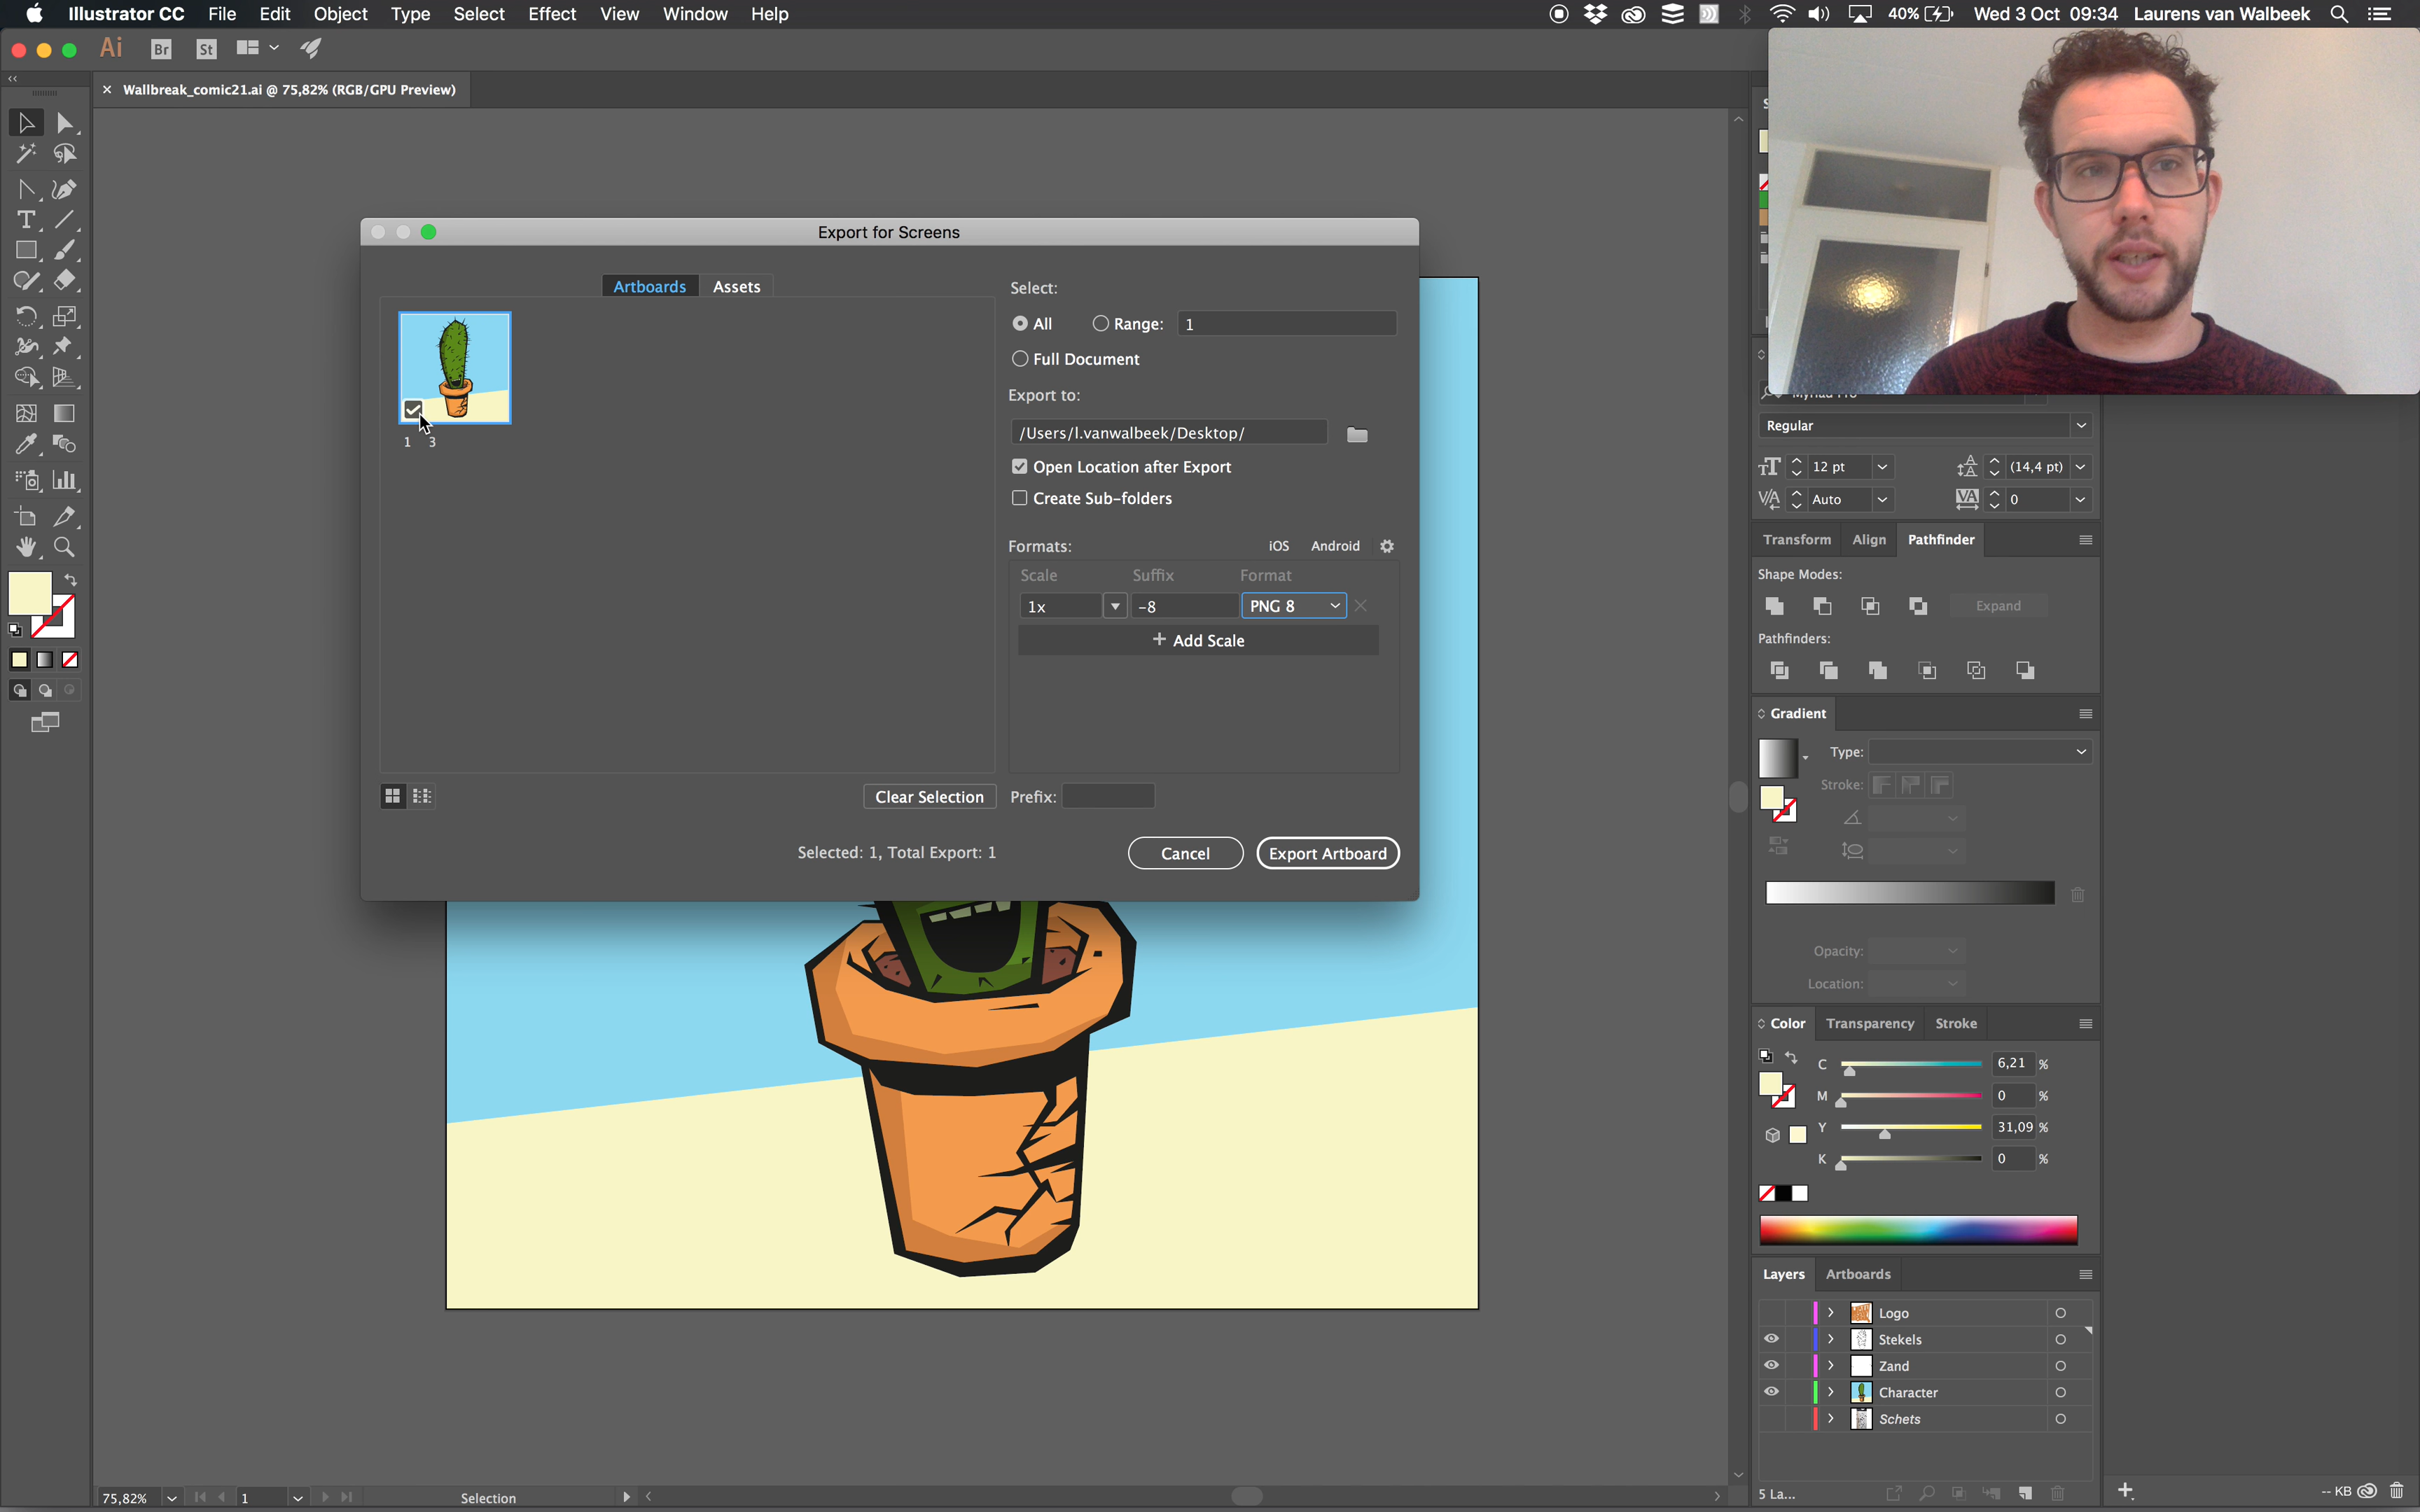 Illustrator CC File Edit Object Type Select Effect View Window Help 40% Wed 3 Oct 09:34 Laurens van Walbeek
Ai Br St
Wallbreak_comic21.ai @ 75,82% (RGB/GPU Preview)
Export for Screens
Artboards Assets
1 3
Clear Selection
Selected: 1, Total Export: 1
Select:
All Range: 1
Full Document
Export to:
/Users/l.vanwalbeek/Desktop/
Open Location after Export
Create Sub-folders
Formats: iOS Android
Scale Suffix Format
1x -8 PNG 8
+ Add Scale
Prefix:
Cancel Export Artboard
Regular
12 pt (14,4 pt)
Auto 0
Transform Align Pathfinder
Shape Modes:
Expand
Pathfinders:
Gradient
Type:
Stroke:
Opacity:
Location:
Color Transparency Stroke
C 6,21 %
M 0 %
Y 31,09 %
K 0 %
Layers Artboards
Logo
Stekels
Zand
Character
Schets
5 La...
-- KB
75,82% 1 Selection